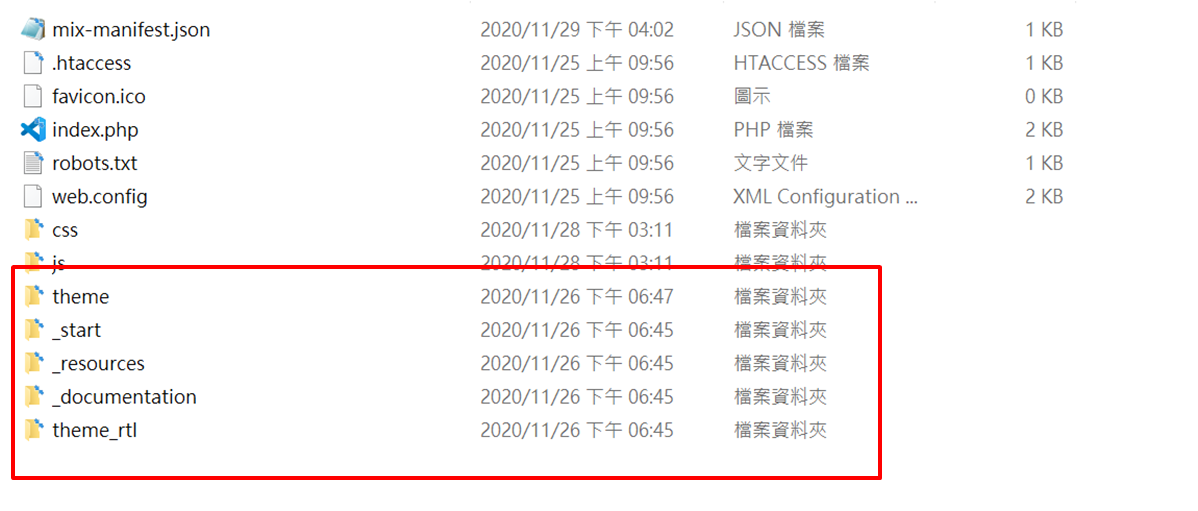 mix-manifest.json 2020/11/29 下午 04:02 JSON 檔案 1 KB
.htaccess 2020/11/25 上午 09:56 HTACCESS 檔案 1 KB
favicon.ico 2020/11/25 上午 09:56 圖示 0 KB
index.php 2020/11/25 上午 09:56 PHP 檔案 2 KB
robots.txt 2020/11/25 上午 09:56 文字文件 1 KB
web.config 2020/11/25 上午 09:56 XML Configuration ... 2 KB
css 2020/11/28 下午 03:11 檔案資料夾
js 2020/11/28 下午 03:11 檔案資料夾
theme 2020/11/26 下午 06:47 檔案資料夾
_start 2020/11/26 下午 06:45 檔案資料夾
_resources 2020/11/26 下午 06:45 檔案資料夾
_documentation 2020/11/26 下午 06:45 檔案資料夾
theme_rtl 2020/11/26 下午 06:45 檔案資料夾